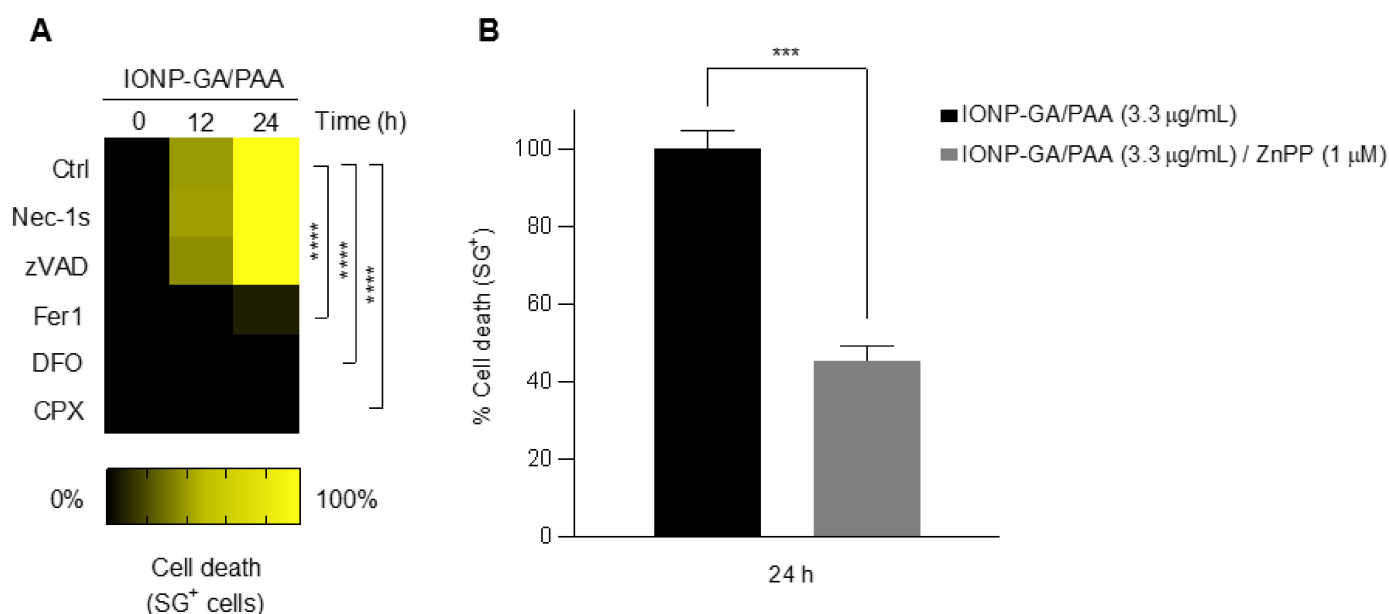 A
IONP-GA/PAA
0 12 24 Time (h)
Ctrl
Nec-1s
zVAD
Fer1
DFO
CPX
****
****
****
0% 100%
Cell death
(SG⁺ cells)
B
***
% Cell death (SG⁺)
100
80
60
40
20
0
24 h
IONP-GA/PAA (3.3 μg/mL)
IONP-GA/PAA (3.3 μg/mL) / ZnPP (1 μM)